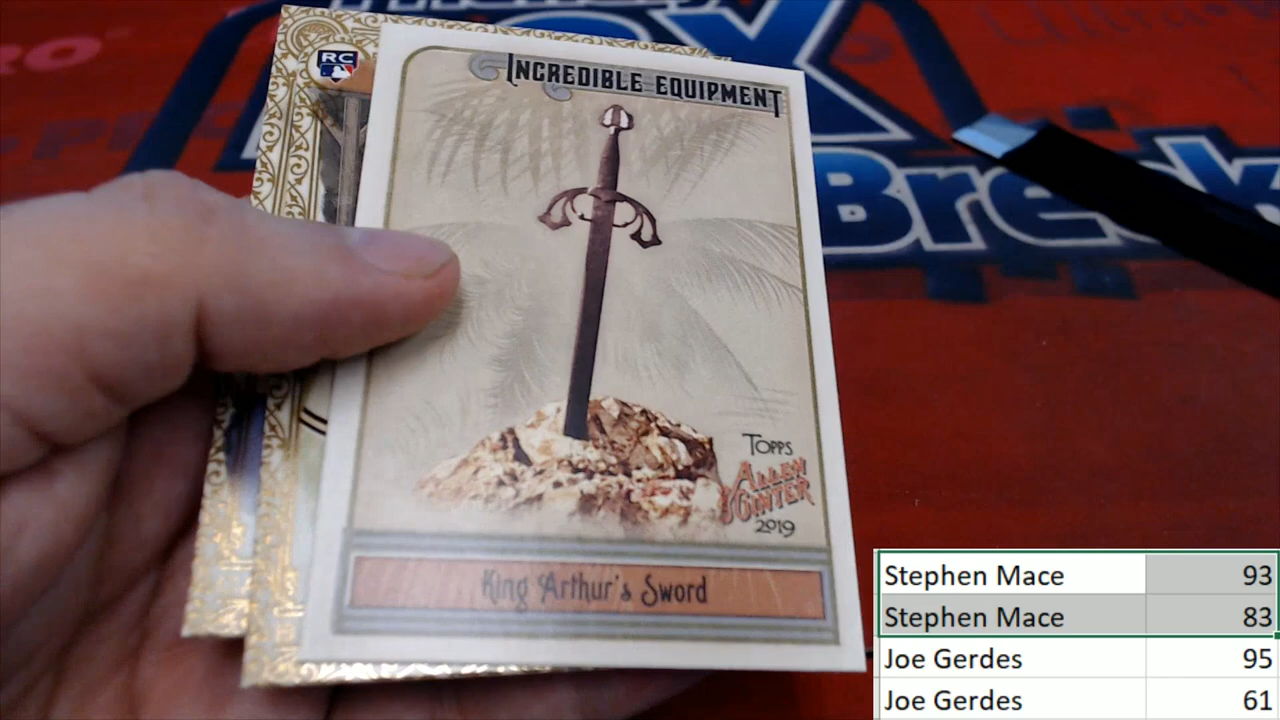 RC
INCREDIBLE EQUIPMENT
TOPPS
ALLEN & GINTER
2019
King Arthur's Sword
Break
Stephen Mace 93
Stephen Mace 83
Joe Gerdes 95
Joe Gerdes 61